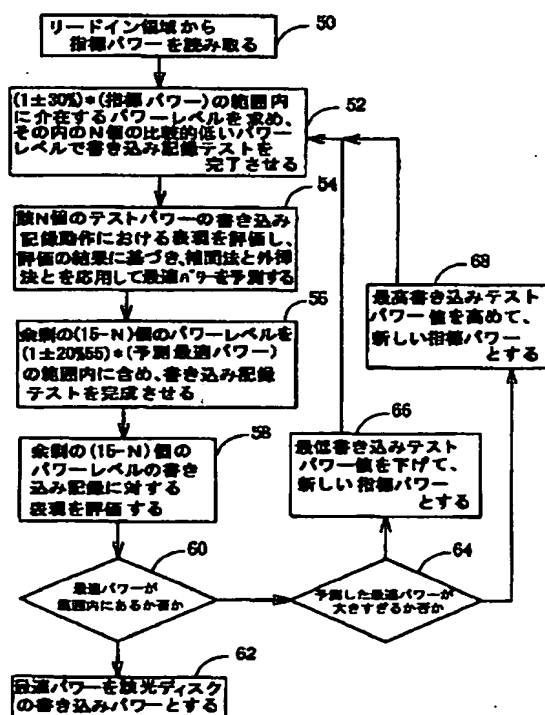 リードイン領域から
指標パワーを読み取る
50
(1±30%)*(指標パワー)の範囲内
に介在するパワーレベルを求め、
その内のN値の比較的低いパワー
レベルで書き込み記録テストを
完了させる
52
54
該N個のテストパワーの書き込み
記録動作における表現を評価し、
評価の結果に基づき、補間法と外挿
法とを応用して最適パワーを予測する
56
余剰の(15-N)個のパワーレベルを
(1±20%55)*(予測最適パワー)
の範囲内に含め、書き込み記録
テストを完成させる
58
余剰の(15-N)個の
パワーレベルの書き
込み記録に対する
表現を評価する
60
最適パワーが
範囲内にあるか否か
62
最適パワーを該光ディスク
の書き込みパワーとする
64
予測した最適パワーが
大きすぎるか否か
66
最低書き込みテスト
パワー値を下げて、
新しい指標パワー
とする
68
最高書き込みテスト
パワー値を高めて、
新しい指標パワー
とする